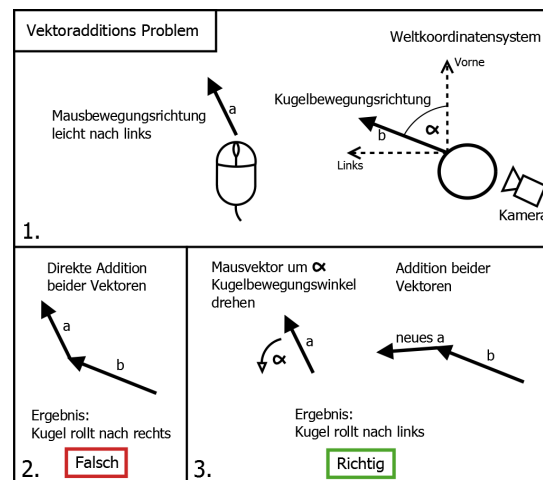 Vektoradditions Problem
Weltkoordinatensystem
Vorne
Mausbewegungsrichtung
leicht nach links
a
Kugelbewegungsrichtung
α
b
Links
Kamera
1.
Direkte Addition
beider Vektoren
a
b
Ergebnis:
Kugel rollt nach rechts
Falsch
2.
Mausvektor um α
Kugelbewegungswinkel
drehen
a
α
Addition beider
Vektoren
neues a
b
Ergebnis:
Kugel rollt nach links
Richtig
3.